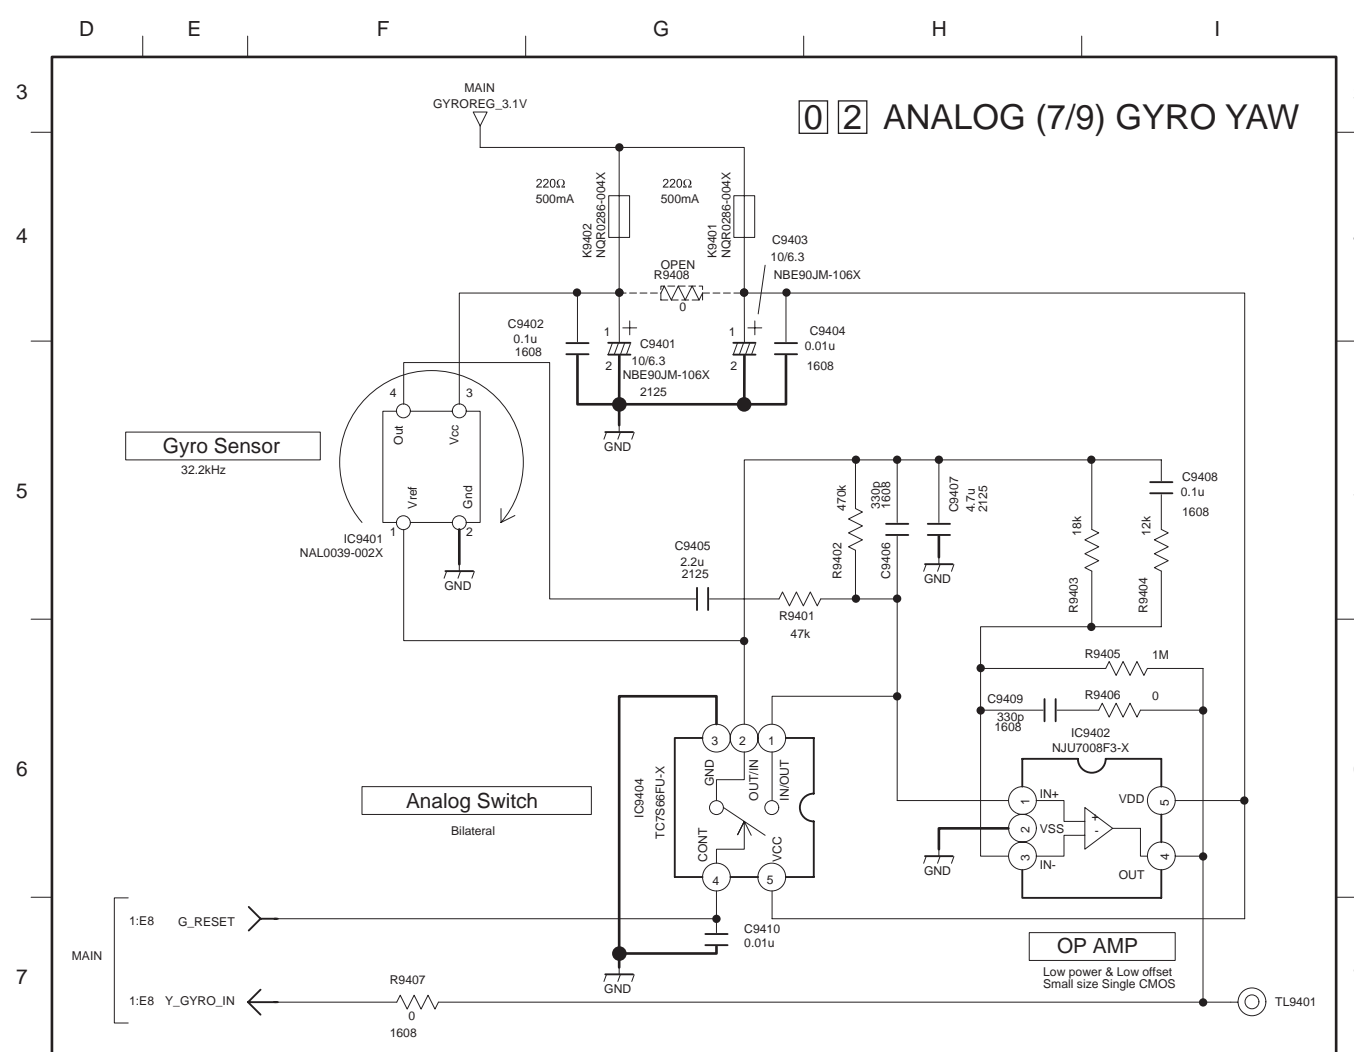 D E F G H I
3
MAIN
GYROREG_3.1V
0 2 ANALOG (7/9) GYRO YAW
4
220Ω
500mA
K9402
NQR0286-004X
220Ω
500mA
K9401
NQR0286-004X
C9403
10/6.3
NBE90JM-106X
OPEN
R9408
0
C9402
0.1u
1608
1
+
2
C9401
10/6.3
NBE90JM-106X
2125
1
+
2
C9404
0.01u
1608
GND
4
3
Out
Vcc
Vref
Gnd
1
2
Gyro Sensor
32.2kHz
IC9401
NAL0039-002X
GND
5
C9405
2.2u
2125
R9401
47k
470k
R9402
330p
1608
C9406
C9407
4.7u
2125
GND
18k
R9403
12k
R9404
C9408
0.1u
1608
R9405 1M
C9409
330p
1608
R9406 0
IC9402
NJU7008F3-X
6
3 2 1
GND
OUT/IN
IN/OUT
IC9404
TC7S66FU-X
CONT
VCC
4 5
Analog Switch
Bilateral
1 IN+
2 VSS
3 IN-
+
-
VDD 5
OUT 4
GND
C9410
0.01u
GND
OP AMP
Low power & Low offset
Small size Single CMOS
7
MAIN
1:E8 G_RESET
1:E8 Y_GYRO_IN
R9407
0
1608
TL9401